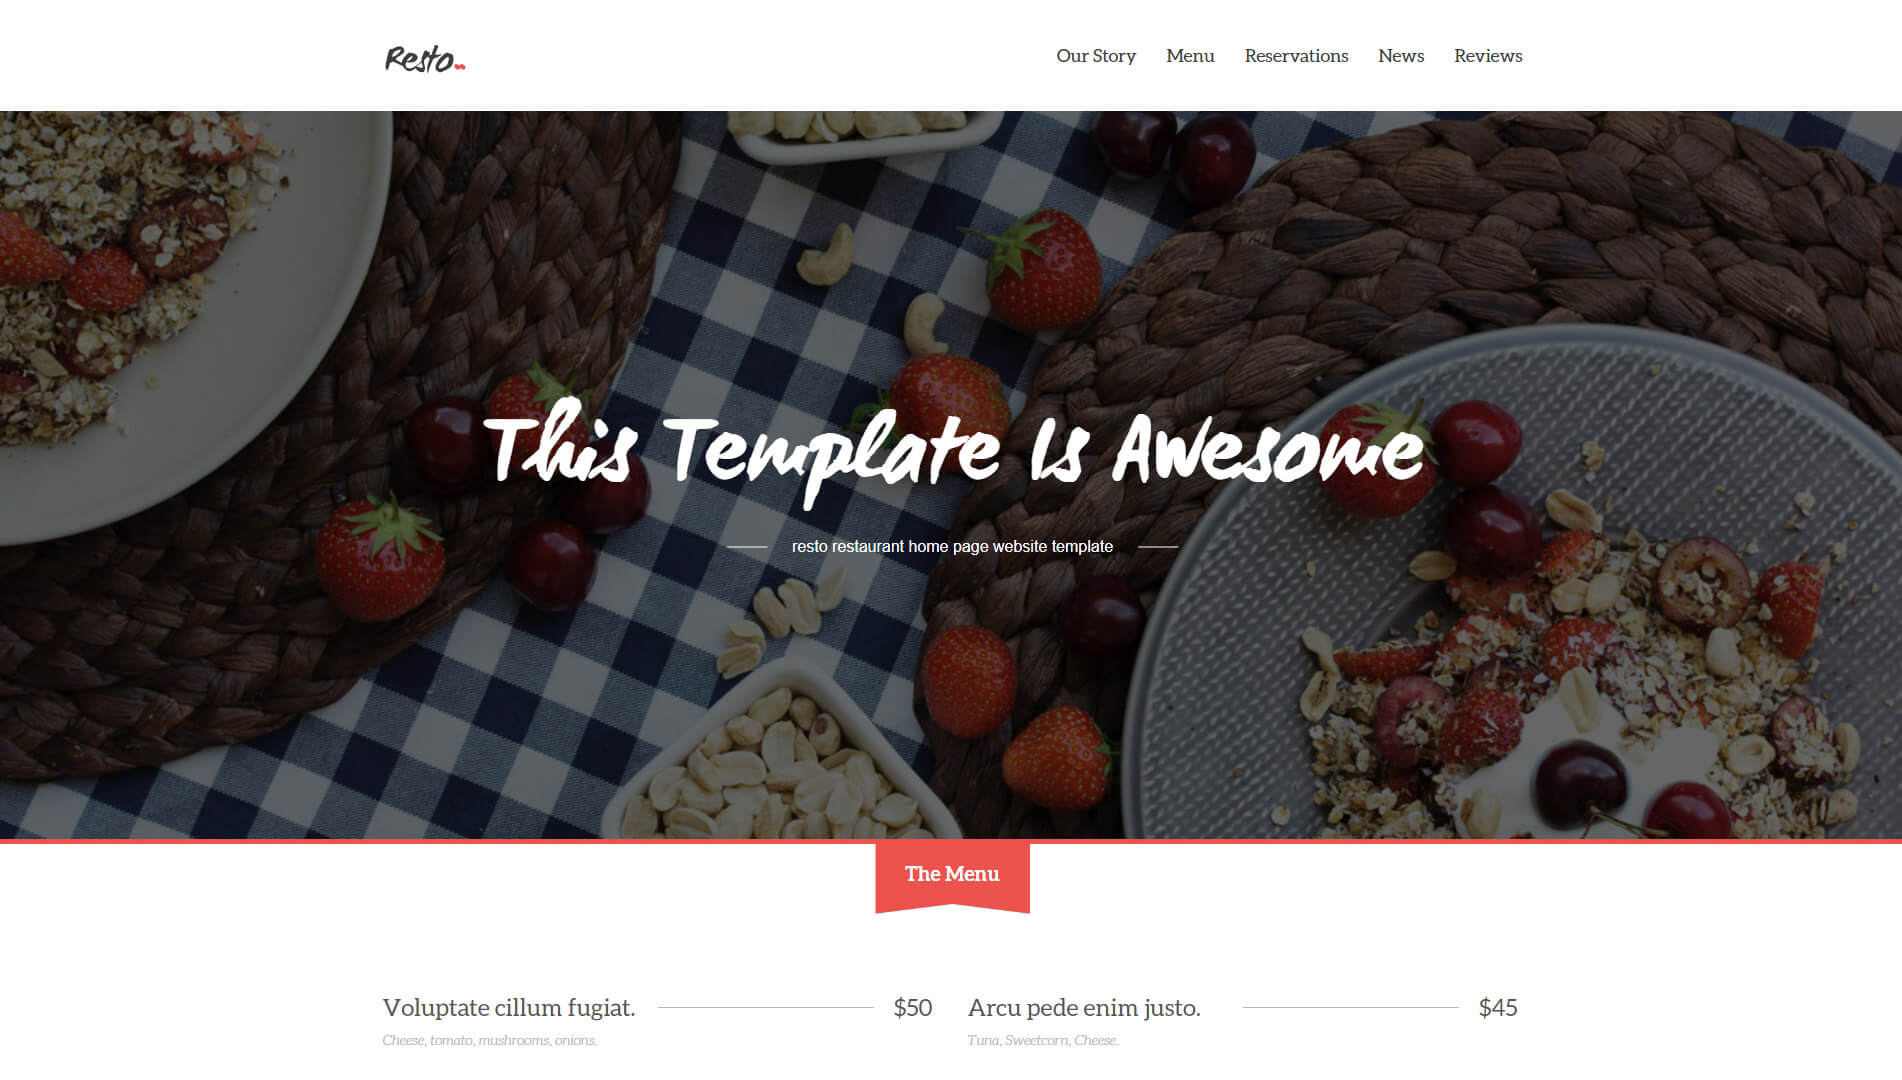 Resto
Our Story Menu Reservations News Reviews
This Template Is Awesome
resto restaurant home page website template
The Menu
Voluptate cillum fugiat. $50
Cheese, tomato, mushrooms, onions.
Arcu pede enim justo. $45
Tuna, Sweetcorn, Cheese.